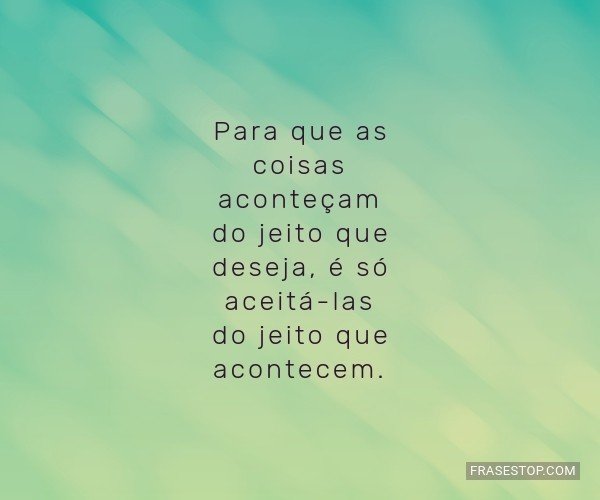 Para que as
coisas
aconteçam
do jeito que
deseja, é só
aceitá-las
do jeito que
acontecem.
FRASESTOP.COM